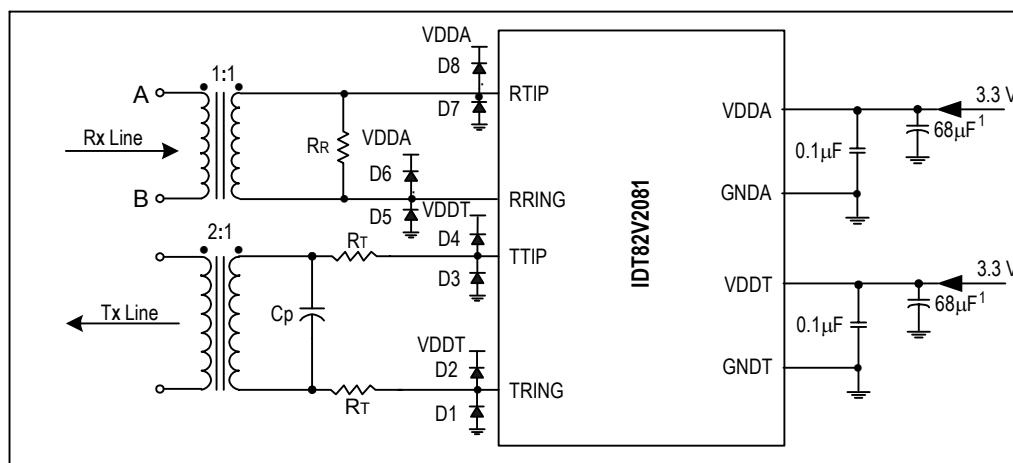 VDDA
D8
1:1
A
RTIP
VDDA
3.3 V
D7
VDDA
Rx Line
RR
68µF1
D6
0.1µF
B
RRING
GNDA
D5
VDDT
2:1
RT
D4
TTIP
IDT82V2081
D3
VDDT
3.3 V
Tx Line
Cp
68µF1
VDDT
0.1µF
D2
GNDT
TRING
RT
D1